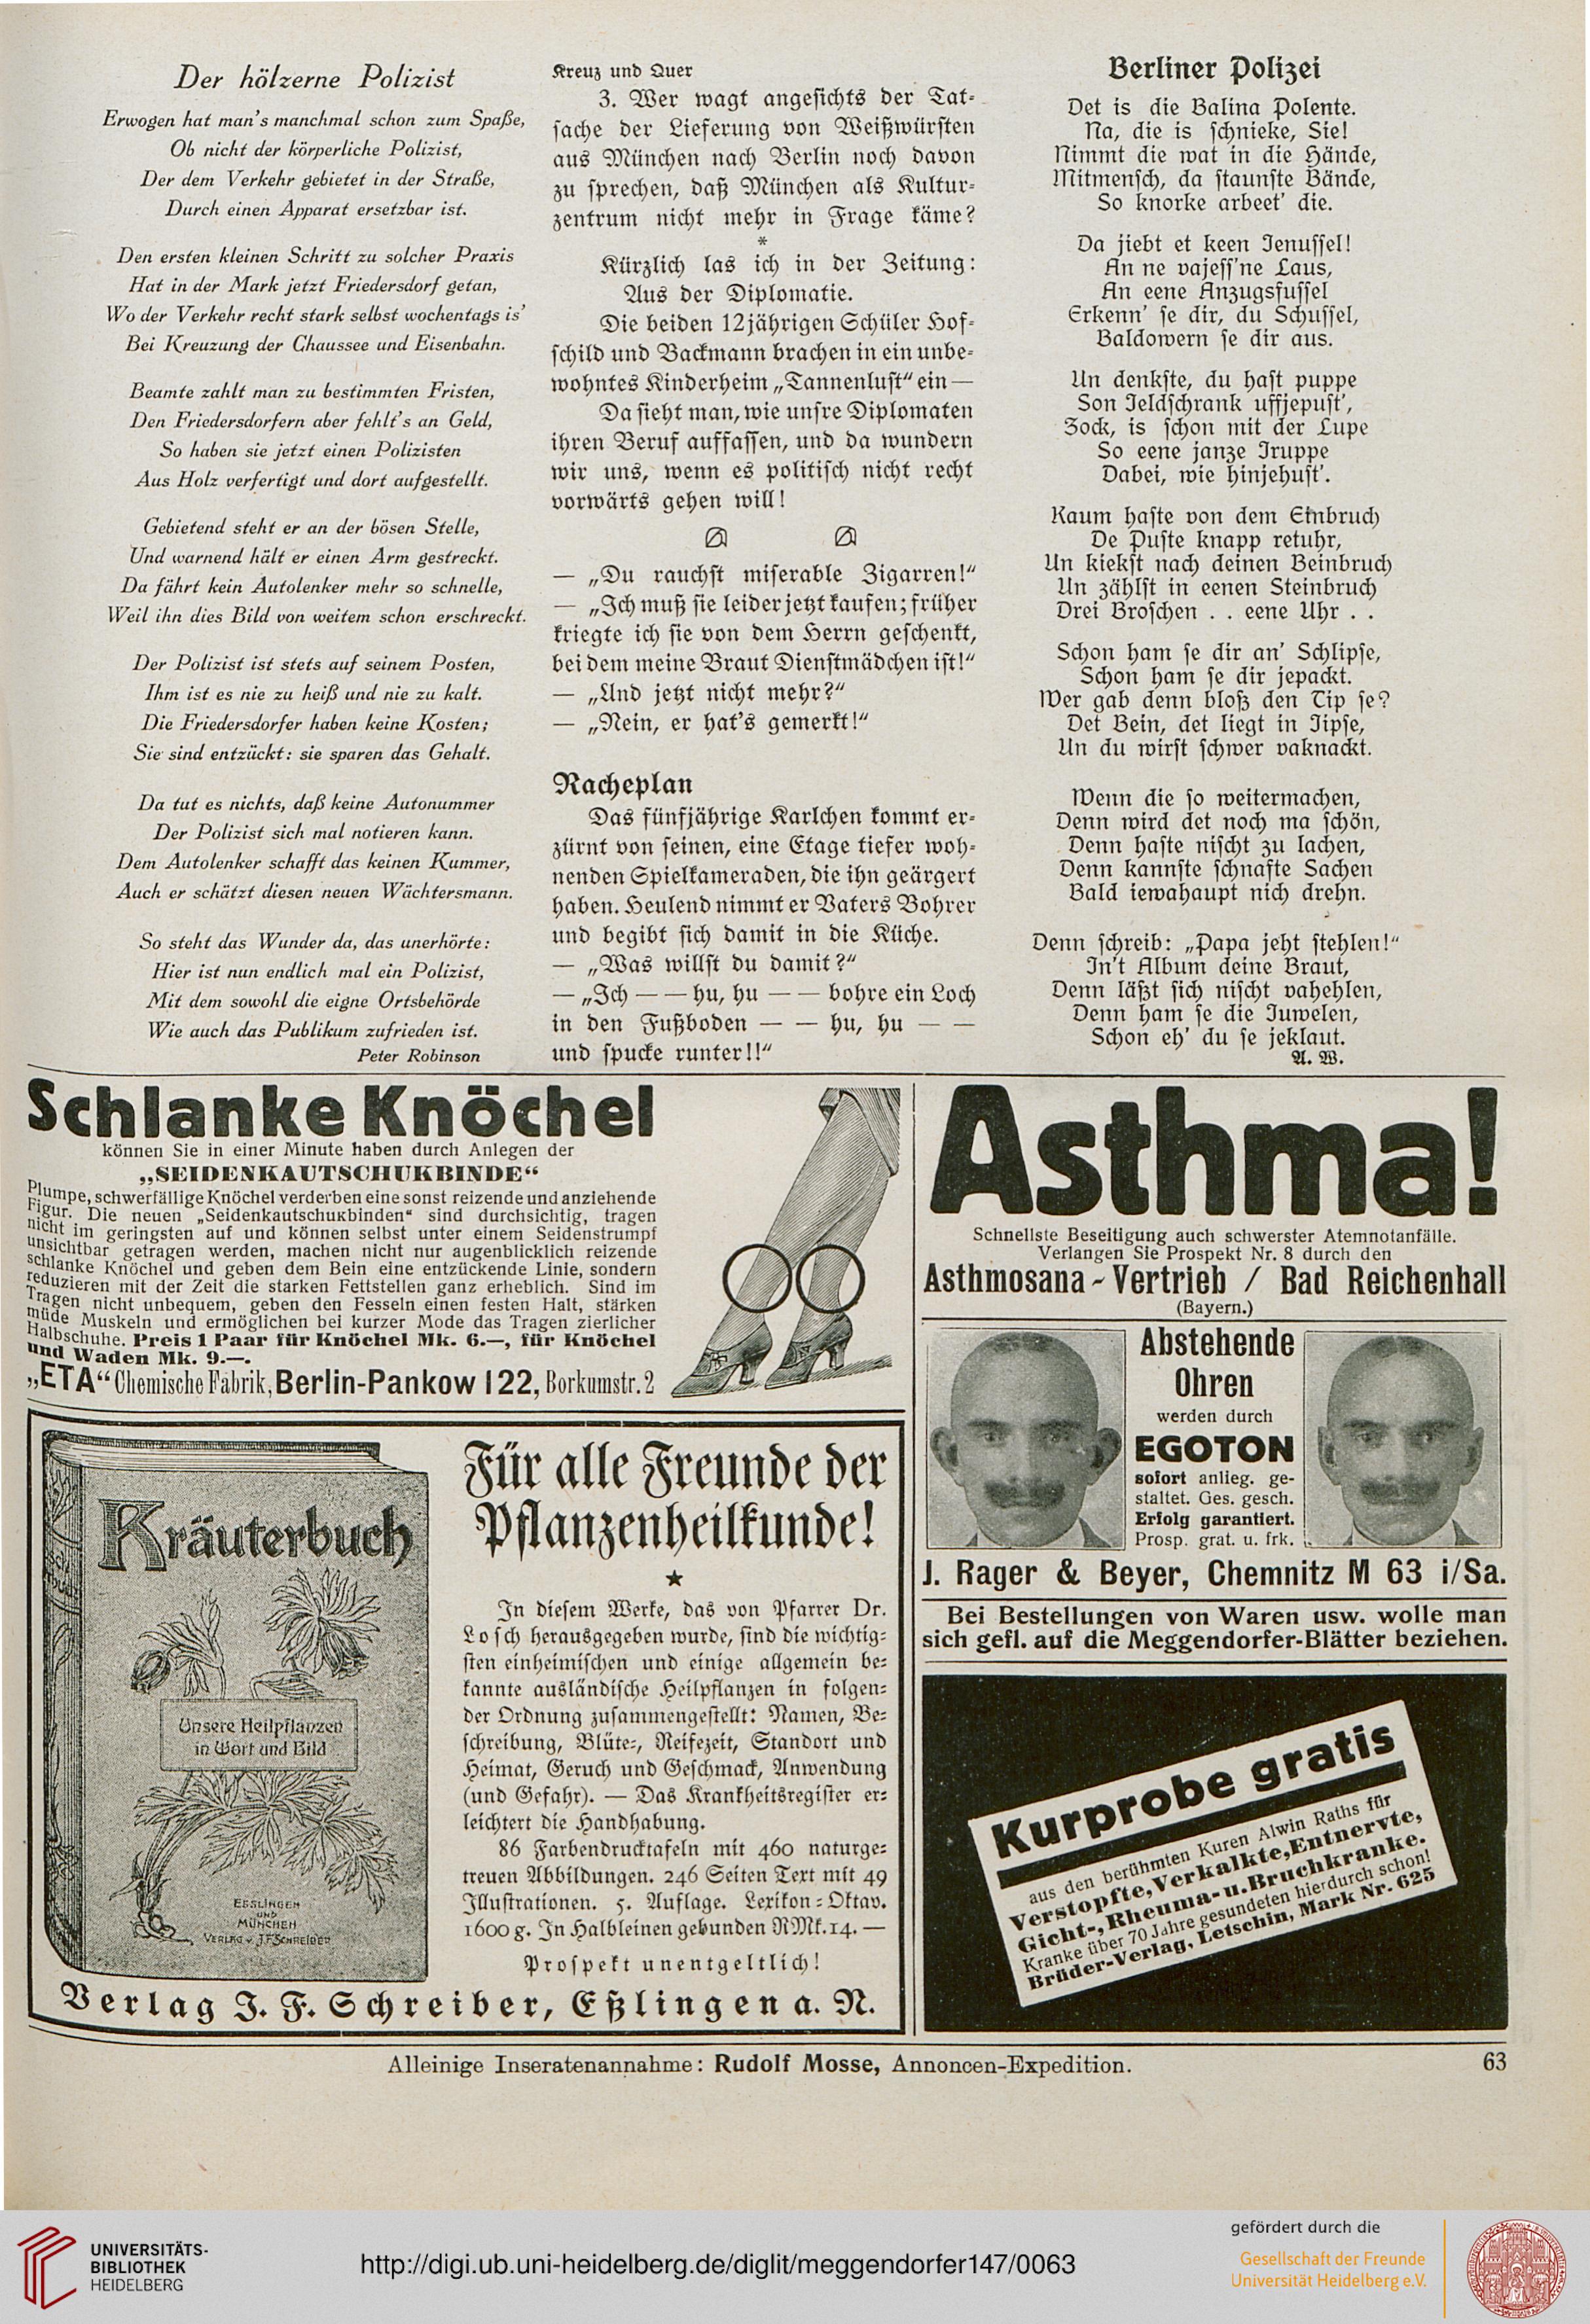 Der hölzerne Polizist
Erwogen hat man's manchmal schon zum Spaße,
Ob nicht der körperliche Polizist,
Der dem Verkehr gebietet in der Straße,
Durch einen Apparat ersetzbar ist.
Den ersten kleinen Schritt zu solcher Praxis
Hat in der Mark jetzt Friedersdorf getan,
Wo der Verkehr recht stark selbst wochentags is'
Bei Kreuzung der Chaussee und Eisenbahn.
Beamte zahlt man zu bestimmten Fristen,
Den Friedersdorfern aber fehlt's an Geld,
So haben sie jetzt einen Polizisten
Aus Holz verfertigt und dort aufgestellt.
Gebietend steht er an der bösen Stelle,
Und warnend hält er einen Arm gestreckt.
Da fährt kein Autolenker mehr so schnelle,
Weil ihn dies Bild von weitem schon erschreckt.
Der Polizist ist stets auf seinem Posten,
Ihm ist es nie zu heiß und nie zu kalt.
Die Friedersdorfer haben keine Kosten;
Sie sind entzückt: sie sparen das Gehalt.
Da tut es nichts, daß keine Autonummer
Der Polizist sich mal notieren kann.
Dem Autolenker schafft das keinen Kummer,
Auch er schätzt diesen neuen Wächtersmann.
So steht das Wunder da, das unerhörte:
Hier ist nun endlich mal ein Polizist,
Mit dem sowohl die eigne Ortsbehörde
Wie auch das Publikum zufrieden ist.
Peter Robinson
Kreuz und Quer
3. Wer wagt angesichts der Tat-
sache der Lieferung von Weißwürsten
aus München nach Berlin noch davon
zu sprechen, daß München als Kultur-
zentrum nicht mehr in Frage käme?
*
Kürzlich las ich in der Zeitung:
Aus der Diplomatie.
Die beiden 12jährigen Schüler Hof-
schild und Backmann brachen in ein unbe-
wohntes Kinderheim „Tannenlust" ein —
Da sieht man, wie unsre Diplomaten
ihren Beruf auffassen, und da wundern
wir uns, wenn es politisch nicht recht
vorwärts gehen will!
— „Du rauchst miserable Zigarren!"
— „Ich muß sie leider jetzt kaufen; früher
kriegte ich sie von dem Herrn geschenkt,
bei dem meine Braut Dienstmädchen ist!"
— „Und jetzt nicht mehr?"
— „Nein, er hat's gemerkt!"
Racheplan
Das fünfjährige Karlchen kommt er-
zürnt von seinen, eine Etage tiefer woh-
nenden Spielkameraden, die ihn geärgert
haben. Heulend nimmt er Vaters Bohrer
und begibt sich damit in die Küche.
— „Was willst du damit?"
— „Ich — — hu, hu — — bohre ein Loch
in den Fußboden — — hu, hu — —
und spucke runter!!"
Berliner Polizei
Det is die Balina Polente.
Na, die is schnieke, Sie!
Nimmt die wat in die Hände,
Mitmensch, da staunste Bände,
So knorke arbeet' die.
Da jiebt et keen Jenussel!
An ne vajess'ne Laus,
An eene Anzugsfussel
Erkenn' se dir, du Schussel,
Baldowern se dir aus.
Un denkste, du hast puppe
Son Jeldschrank uffjepust',
Zock, is schon mit der Lupe
So eene janze Jruppe
Dabei, wie hinjehust'.
Kaum haste von dem Einbruch
De Puste knapp retuhr,
Un kiekst nach deinen Beinbruch
Un zählst in eenen Steinbruch
Drei Broschen . . eene Uhr . .
Schon ham se dir an' Schlipse,
Schon ham se dir jepackt.
Wer gab denn bloß den Tip se?
Det Bein, det liegt in Jipse,
Un du wirst schwer vaknackt.
Wenn die so weitermachen,
Denn wird det noch ma schön,
Denn haste nischt zu lachen,
Denn kannste schnafte Sachen
Bald iewahaupt nich drehn.
Denn schreib: „Papa jeht stehlen!"
In't Album deine Braut,
Denn läßt sich nischt vahehlen,
Denn ham se die Juwelen,
Schon eh' du se jeklaut.
A. W.
Schlanke Knöchel
können Sie in einer Minute haben durch Anlegen der
„SEIDENKAUTSCHUKBINDE“
Plumpe, schwerfällige Knöchel verderben eine sonst reizende und anziehende
Figur. Die neuen „Seidenkautschukbinden“ sind durchsichtig, tragen
nicht im geringsten auf und können selbst unter einem Seidenstrumpf
unsichtbar getragen werden, machen nicht nur augenblicklich reizende
schlanke Knöchel und geben dem Bein eine entzückende Linie, sondern
reduzieren mit der Zeit die starken Fettstellen ganz erheblich. Sind im
Tragen nicht unbequem, geben den Fesseln einen festen Halt, stärken
müde Muskeln und ermöglichen bei kurzer Mode das Tragen zierlicher
Halbschuhe. Preis 1 Paar für Knöchel Mk. 6.—, für Knöchel
und Waden Mk. 9.—.
„ETA“ Chemische Fabrik, Berlin-Pankow 122, Borkumstr. 2
Asthma!
Schnellste Beseitigung auch schwerster Atemnotanfälle.
Verlangen Sie Prospekt Nr. 8 durch den
Asthmosana-Vertrieb / Bad Reichenhall
(Bayern.)
Abstehende
Ohren
werden durch
EGOTON
sofort anlieg. ge-
staltet. Ges. gesch.
Erfolg garantiert.
Prosp. grat. u. frk.
J. Rager & Beyer, Chemnitz M 63 i/Sa.
Bei Bestellungen von Waren usw. wolle man
sich gefl. auf die Meggendorfer-Blätter beziehen.
Kurprobe gratis
aus den berühmten Kuren Alwin Raths für
Verstopfte, Verkalkte, Entnervte,
Gicht-, Rheuma- u. Bruchkranke.
Kranke über 70 Jahre gesundeten hierdurch schon!
Brüder-Verlag, Letschin, Mark Nr. 625
Kräuterbuch
Unsere Heilpflanzen
in Wort und Bild
ESSLINGEN
UND
MÜNCHEN
VERLAG v. J. F. SCHREIBER
Für alle Freunde der
Pflanzenheilkunde!
★
In diesem Werke, das von Pfarrer Dr.
Losch herausgegeben wurde, sind die wichtig-
sten einheimischen und einige allgemein be-
kannte ausländische Heilpflanzen in folgen-
der Ordnung zusammengestellt: Namen, Be-
schreibung, Blüte-, Reifezeit, Standort und
Heimat, Geruch und Geschmack, Anwendung
(und Gefahr). — Das Krankheitsregister er-
leichtert die Handhabung.
86 Farbendrucktafeln mit 460 naturge-
treuen Abbildungen. 246 Seiten Text mit 49
Illustrationen. 5. Auflage. Lexikon-Oktav.
1600 g. In Halbleinen gebunden RMk. 14. —
Prospekt unentgeltlich!
Verlag J. F. Schreiber, Eßlingen a. N.
Alleinige Inseratenannahme: Rudolf Mosse, Annoncen-Expedition.
63
UNIVERSITÄTS-
BIBLIOTHEK
HEIDELBERG
http://digi.ub.uni-heidelberg.de/diglit/meggendorfer147/0063
gefördert durch die
Gesellschaft der Freunde
Universität Heidelberg e.V.